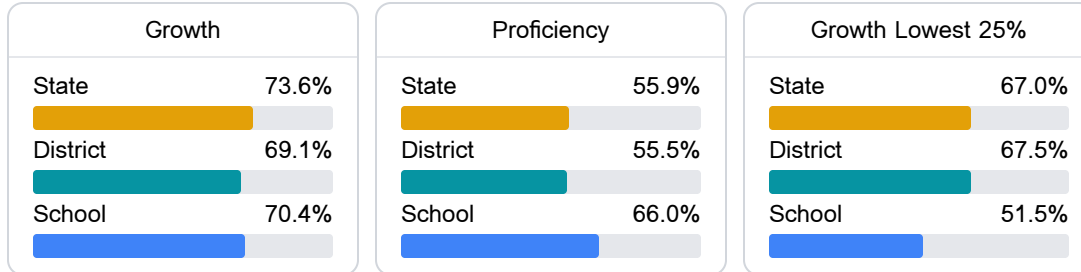 Growth
State 73.6%
District 69.1%
School 70.4%
Proficiency
State 55.9%
District 55.5%
School 66.0%
Growth Lowest 25%
State 67.0%
District 67.5%
School 51.5%